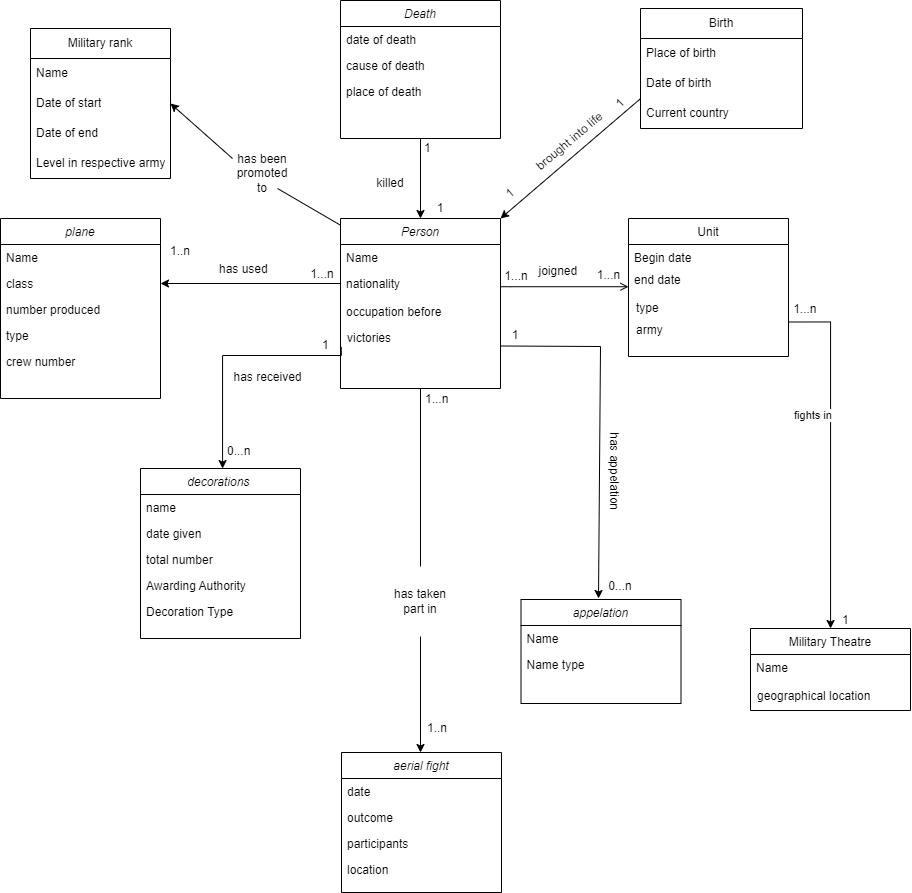 Death
date of death
cause of death
place of death
Birth
Place of birth
Date of birth
Current country
Military rank
Name
Date of start
Date of end
Level in respective army
has been
promoted
to
1
killed
1
1
brought into life
1
plane
Name
class
number produced
type
crew number
1..n
has used
1...n
Person
Name
nationality
occupation before
victories
1...n
joigned
1...n
Unit
Begin date
end date
type
army
1...n
fights in
1
1
has received
0...n
1
has appelation
0...n
decorations
name
date given
total number
Awarding Authority
Decoration Type
1...n
has taken
part in
1..n
appelation
Name
Name type
Military Theatre
Name
geographical location
aerial fight
date
outcome
participants
location